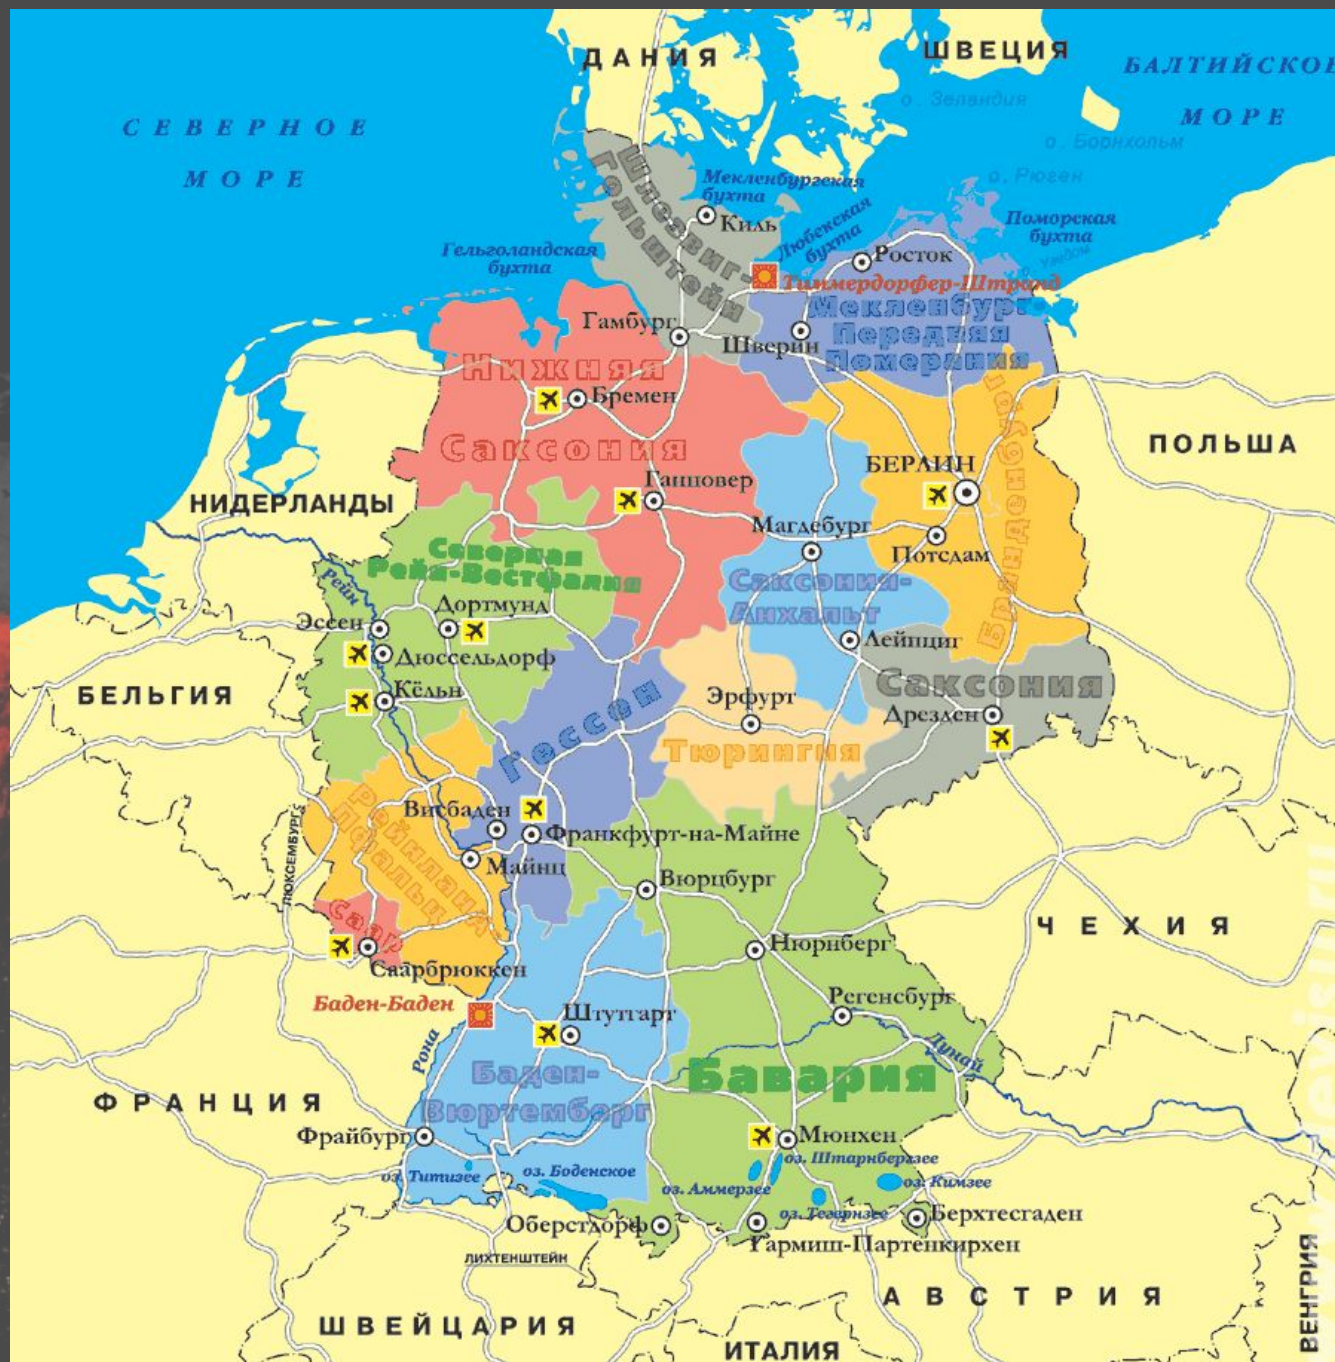 ДАНИЯ
ШВЕЦИЯ
БАЛТИЙСКОЕ
МОРЕ
о. Зеландия
о. Борнхольм
СЕВЕРНОЕ
МОРЕ
Шлезвиг-
Гольштейн
Мекленбургская
бухта
о. Рюген
Киль
Любекская
бухта
Поморская
бухта
Гельголандская
бухта
Росток
о. Узедом
Тиммердорфер-Штранд
Мекленбург
Передняя
Померания
Гамбург
Шверин
Нижняя
Саксония
Бремен
Бранденбург
ПОЛЬША
БЕРЛИН
Ганновер
НИДЕРЛАНДЫ
Магдебург
Потсдам
Северная
Рейн-Вестфалия
Рейн
Саксония-
Анхальт
Дортмунд
Эссен
Лейпциг
Дюссельдорф
БЕЛЬГИЯ
Кёльн
Гессен
Эрфурт
Саксония
Дрезден
Тюрингия
ЛЮКСЕМБУРГ
Рейнланд-
Пфальц
Висбаден
Франкфурт-на-Майне
Майнц
Вюрцбург
саар
ЧЕХИЯ
Нюрнберг
Саарбрюккен
Баден-Баден
Регенсбург
Штутгарт
Рона
Дунай
Баден-
Вюртемберг
Бавария
ФРАНЦИЯ
Фрайбург
Мюнхен
оз. Штарнбергзее
оз. Титизее
оз. Боденское
оз. Аммерзее
оз. Кимзее
оз. Тегернзее
Оберстдорф
Берхтесгаден
Гармиш-Партенкирхен
ЛИХТЕНШТЕЙН
АВСТРИЯ
ШВЕЙЦАРИЯ
ИТАЛИЯ
ВЕНГРИЯ